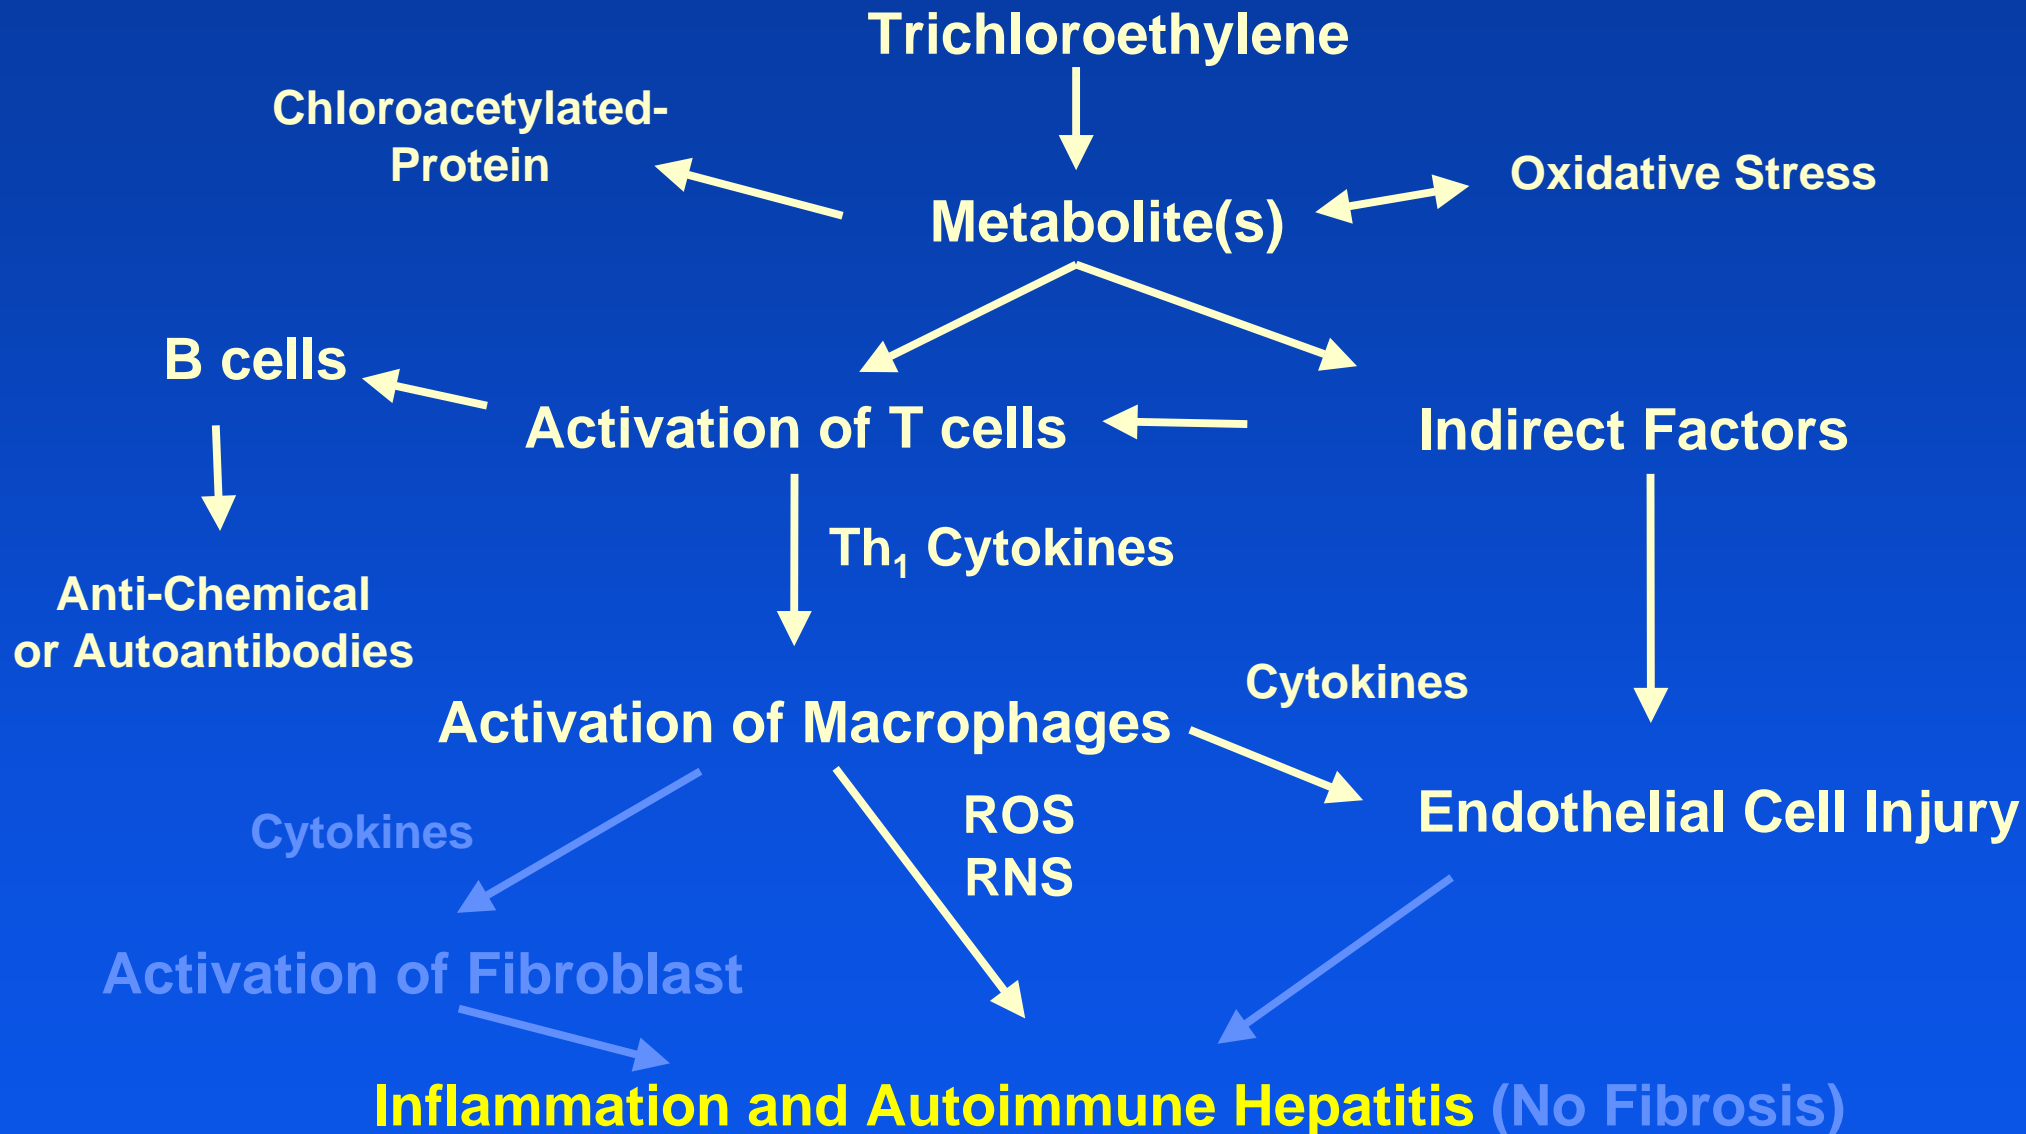 Trichloroethylene
Chloroacetylated-
Protein
Oxidative Stress
Metabolite(s)
B cells
Activation of T cells
Indirect Factors
Th₁ Cytokines
Anti-Chemical
or Autoantibodies
Cytokines
Activation of Macrophages
ROS
RNS
Endothelial Cell Injury
Cytokines
Activation of Fibroblast
Inflammation and Autoimmune Hepatitis (No Fibrosis)